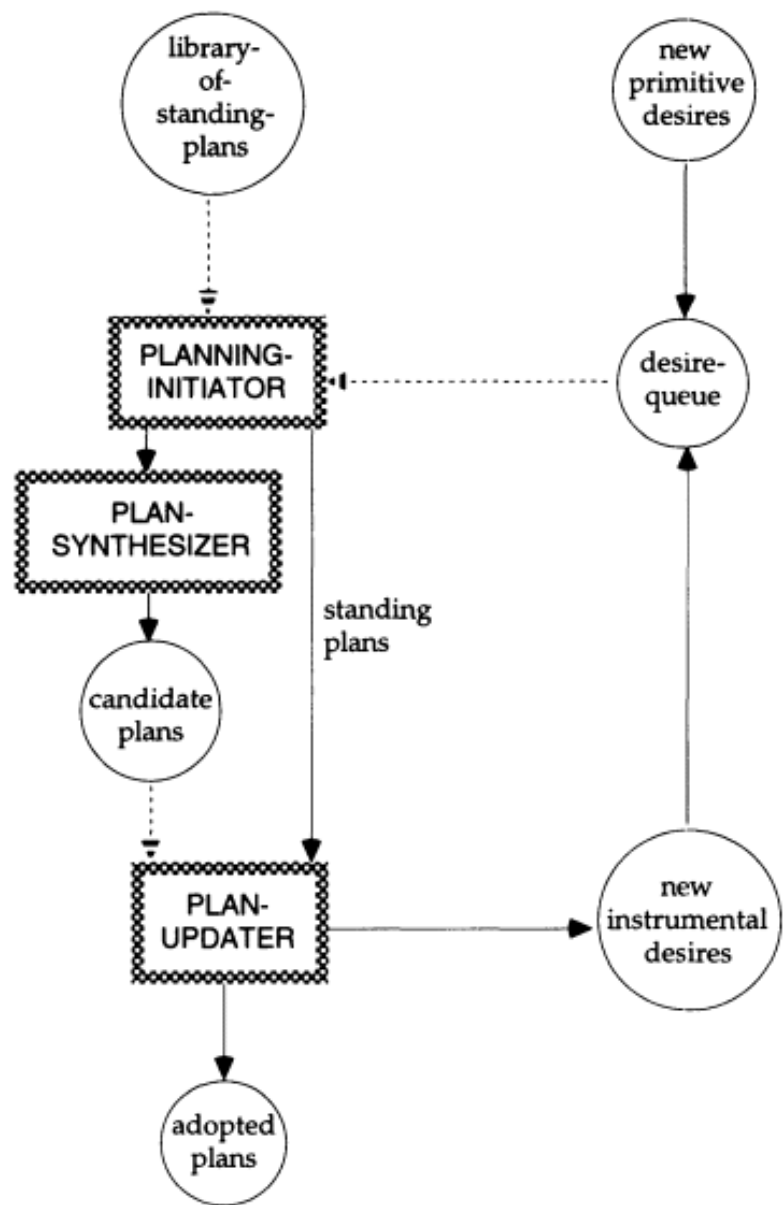 library-
of-
standing-
plans
new
primitive
desires
PLANNING-
INITIATOR
desire-
queue
PLAN-
SYNTHESIZER
standing
plans
candidate
plans
PLAN-
UPDATER
new
instrumental
desires
adopted
plans